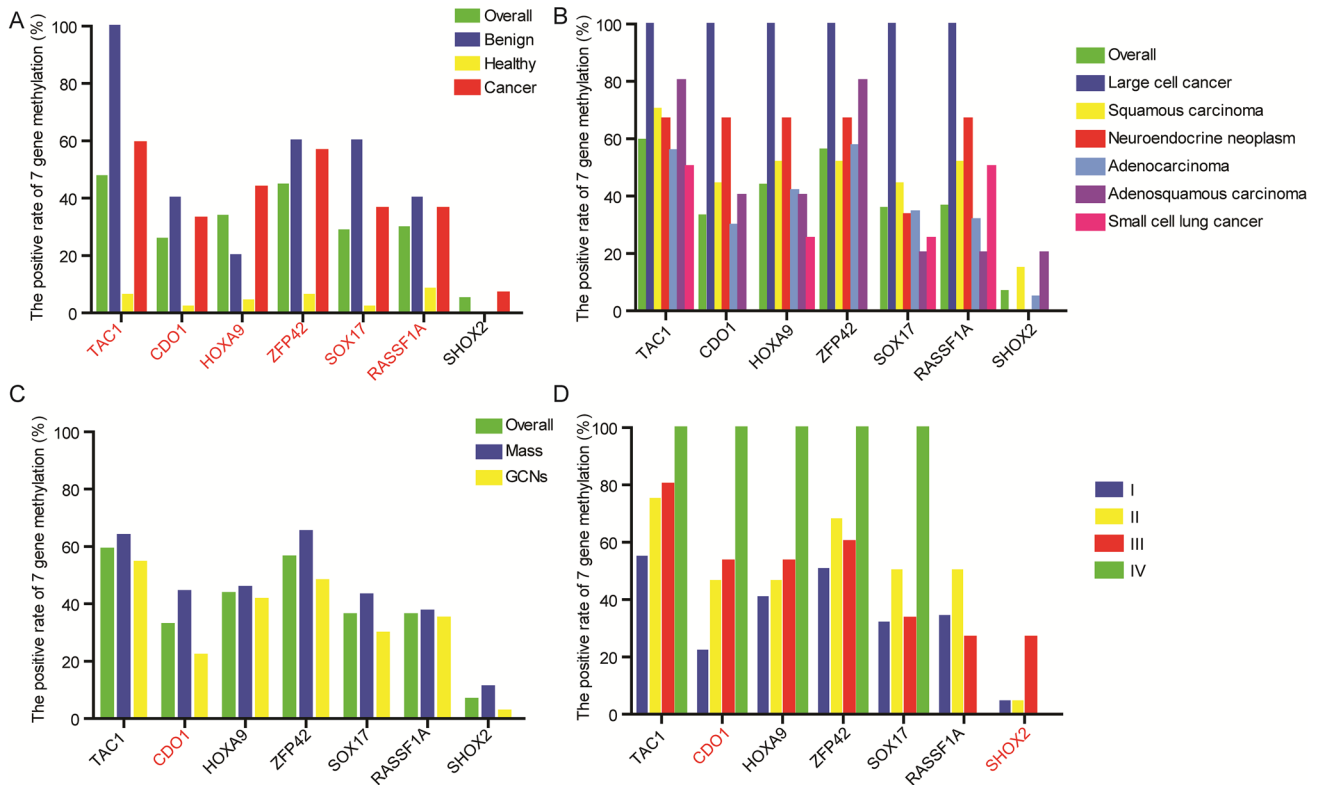 A
The positive rate of 7 gene methylation (%)
100
80
60
40
20
0
TAC1
CDO1
HOXA9
ZFP42
SOX17
RASSF1A
SHOX2
Overall
Benign
Healthy
Cancer
B
The positive rate of 7 gene methylation (%)
100
80
60
40
20
0
TAC1
CDO1
HOXA9
ZFP42
SOX17
RASSF1A
SHOX2
Overall
Large cell cancer
Squamous carcinoma
Neuroendocrine neoplasm
Adenocarcinoma
Adenosquamous carcinoma
Small cell lung cancer
C
The positive rate of 7 gene methylation (%)
100
80
60
40
20
0
TAC1
CDO1
HOXA9
ZFP42
SOX17
RASSF1A
SHOX2
Overall
Mass
GCNs
D
The positive rate of 7 gene methylation (%)
100
80
60
40
20
0
TAC1
CDO1
HOXA9
ZFP42
SOX17
RASSF1A
SHOX2
I
II
III
IV